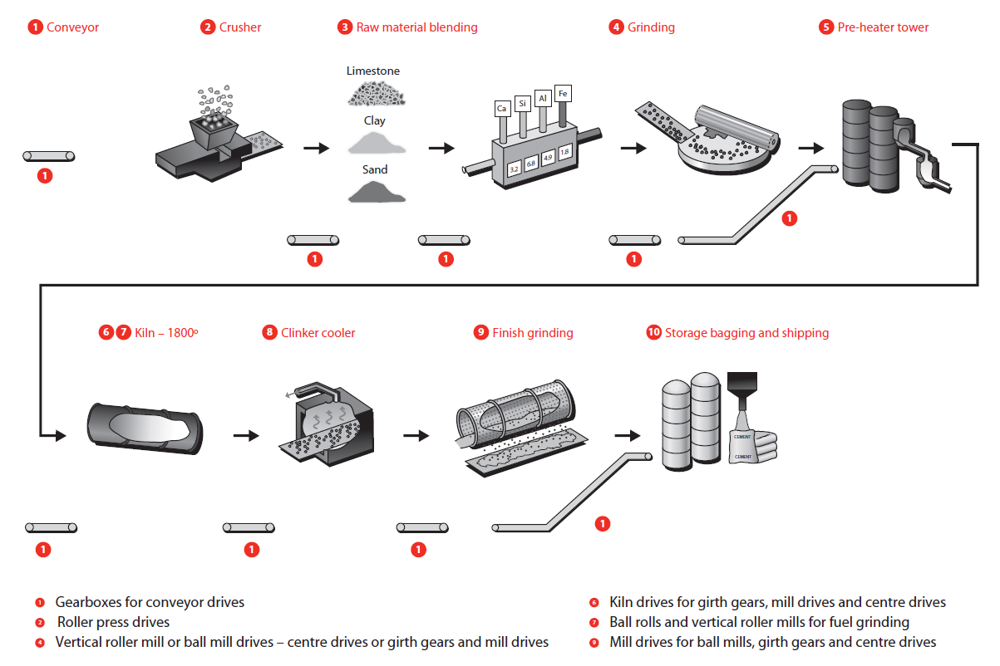 1 Conveyor
2 Crusher
3 Raw material blending
4 Grinding
5 Pre-heater tower
Limestone
Clay
Sand
Ca
Si
Al
Fe
3.2
6.8
4.9
1.8
1
1
1
1
1
6 7 Kiln – 1800º
8 Clinker cooler
9 Finish grinding
10 Storage bagging and shipping
CEMENT
CEMENT
1
1
1
1
1 Gearboxes for conveyor drives
2 Roller press drives
4 Vertical roller mill or ball mill drives – centre drives or girth gears and mill drives
6 Kiln drives for girth gears, mill drives and centre drives
7 Ball rolls and vertical roller mills for fuel grinding
9 Mill drives for ball mills, girth gears and centre drives